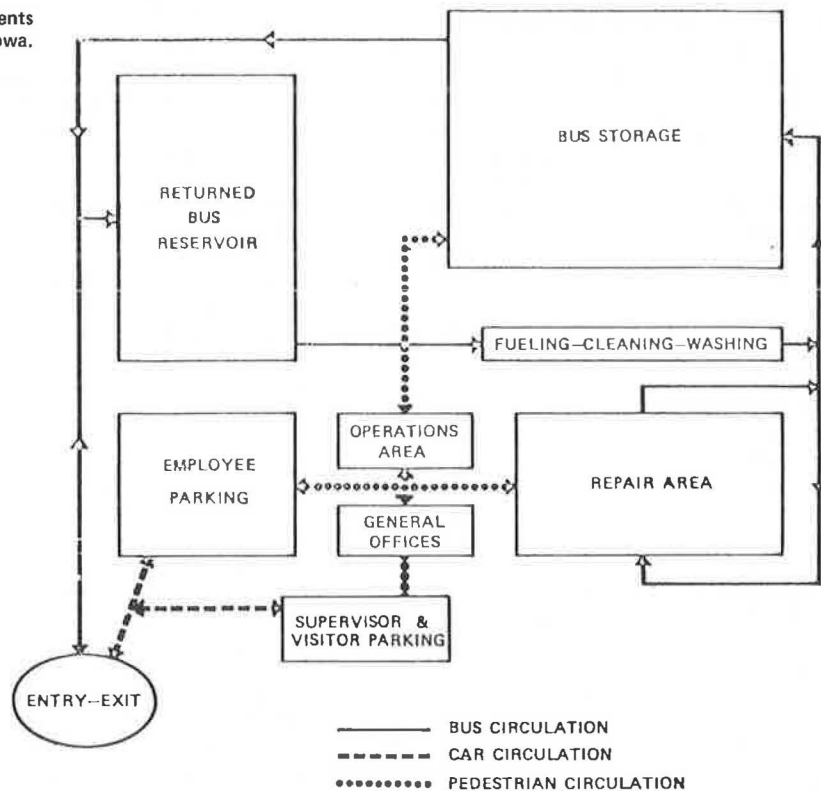 ents
owa.
BUS STORAGE
RETURNED
BUS
RESERVOIR
FUELING—CLEANING—WASHING
OPERATIONS
AREA
EMPLOYEE
PARKING
REPAIR AREA
GENERAL
OFFICES
SUPERVISOR &
VISITOR PARKING
ENTRY—EXIT
BUS CIRCULATION
CAR CIRCULATION
PEDESTRIAN CIRCULATION